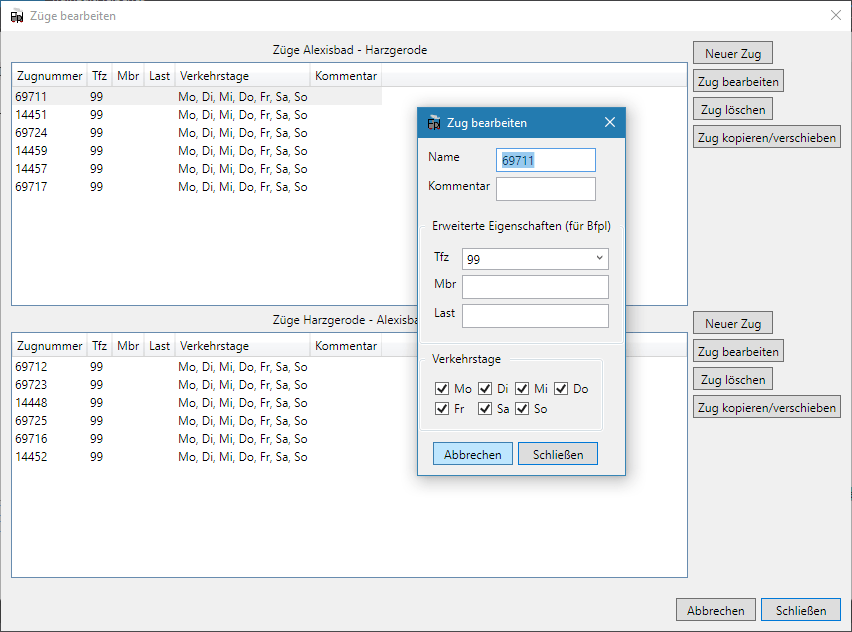 Züge bearbeiten
Züge Alexisbad - Harzgerode
Zugnummer Tfz Mbr Last Verkehrstage Kommentar
69711 99 Mo, Di, Mi, Do, Fr, Sa, So
14451 99 Mo, Di, Mi, Do, Fr, Sa, So
69724 99 Mo, Di, Mi, Do, Fr, Sa, So
14459 99 Mo, Di, Mi, Do, Fr, Sa, So
14457 99 Mo, Di, Mi, Do, Fr, Sa, So
69717 99 Mo, Di, Mi, Do, Fr, Sa, So
Neuer Zug
Zug bearbeiten
Zug löschen
Zug kopieren/verschieben
Züge Harzgerode - Alexisba
Zugnummer Tfz Mbr Last Verkehrstage Kommentar
69712 99 Mo, Di, Mi, Do, Fr, Sa, So
69723 99 Mo, Di, Mi, Do, Fr, Sa, So
14448 99 Mo, Di, Mi, Do, Fr, Sa, So
69725 99 Mo, Di, Mi, Do, Fr, Sa, So
69716 99 Mo, Di, Mi, Do, Fr, Sa, So
14452 99 Mo, Di, Mi, Do, Fr, Sa, So
Neuer Zug
Zug bearbeiten
Zug löschen
Zug kopieren/verschieben
Zug bearbeiten
Name 69711
Kommentar
Erweiterte Eigenschaften (für Bfpl)
Tfz 99
Mbr
Last
Verkehrstage
Mo Di Mi Do
Fr Sa So
Abbrechen Schließen
Abbrechen Schließen